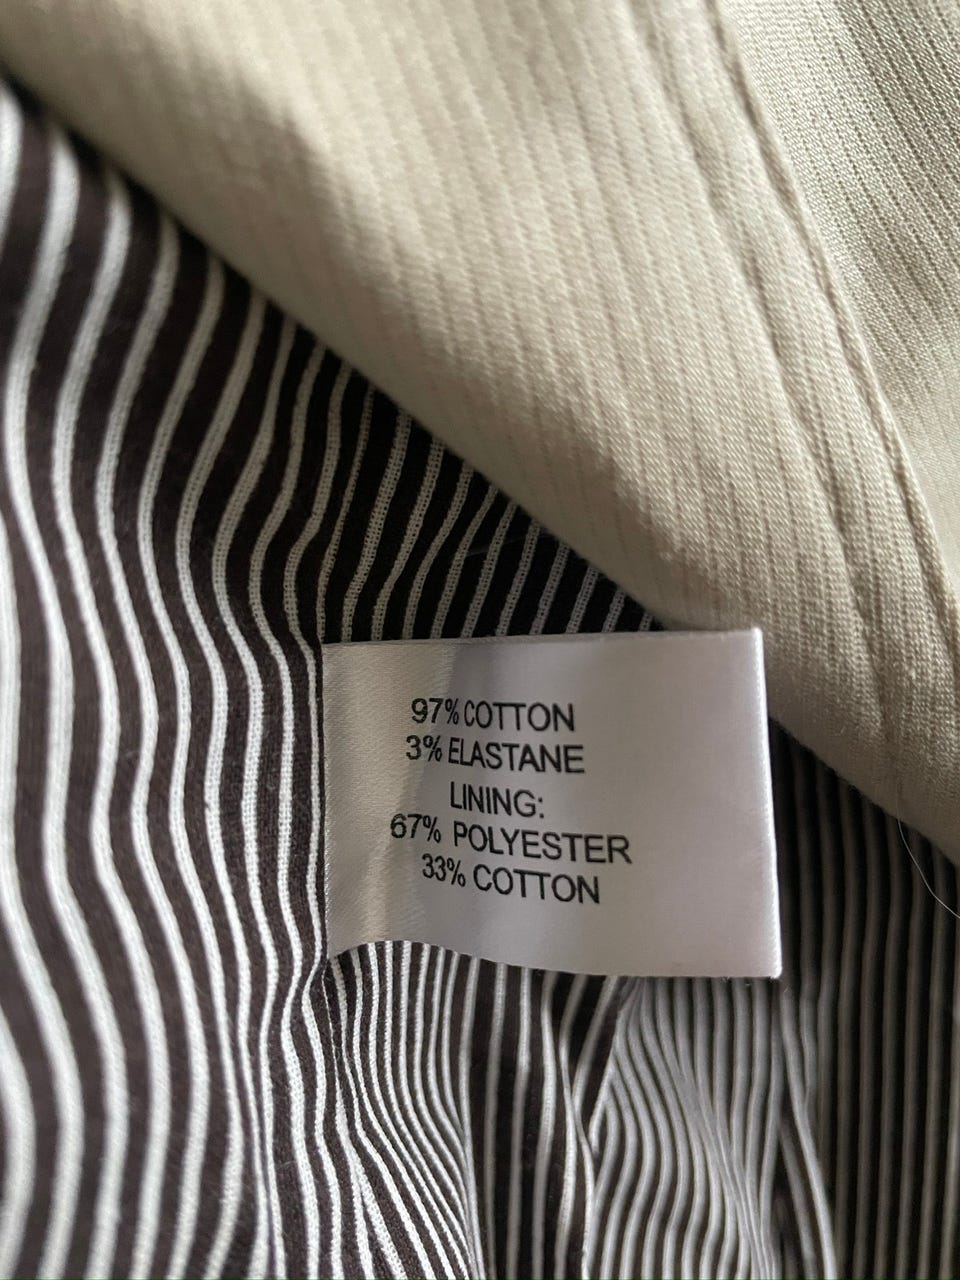 97% COTTON
3% ELASTANE
LINING:
67% POLYESTER
33% COTTON